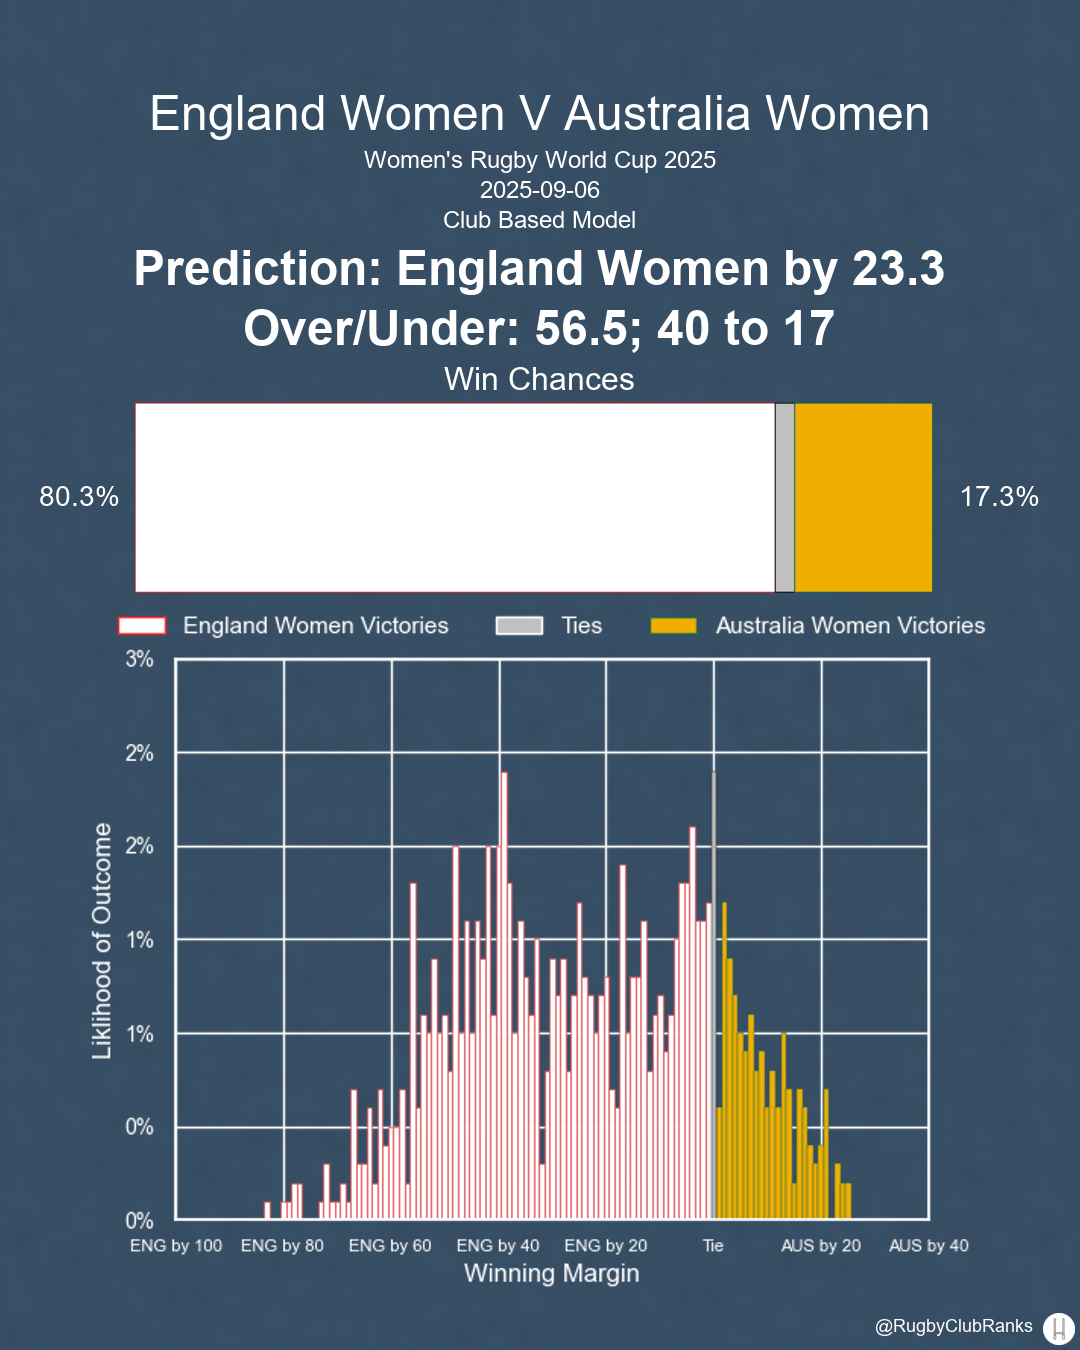 England Women V Australia Women
Women's Rugby World Cup 2025
2025-09-06
Club Based Model
Prediction: England Women by 23.3
Over/Under: 56.5; 40 to 17
Win Chances
80.3%
17.3%
England Women Victories
Ties
Australia Women Victories
3%
2%
2%
1%
1%
0%
0%
Liklihood of Outcome
ENG by 100
ENG by 80
ENG by 60
ENG by 40
ENG by 20
Tie
AUS by 20
AUS by 40
Winning Margin
@RugbyClubRanks